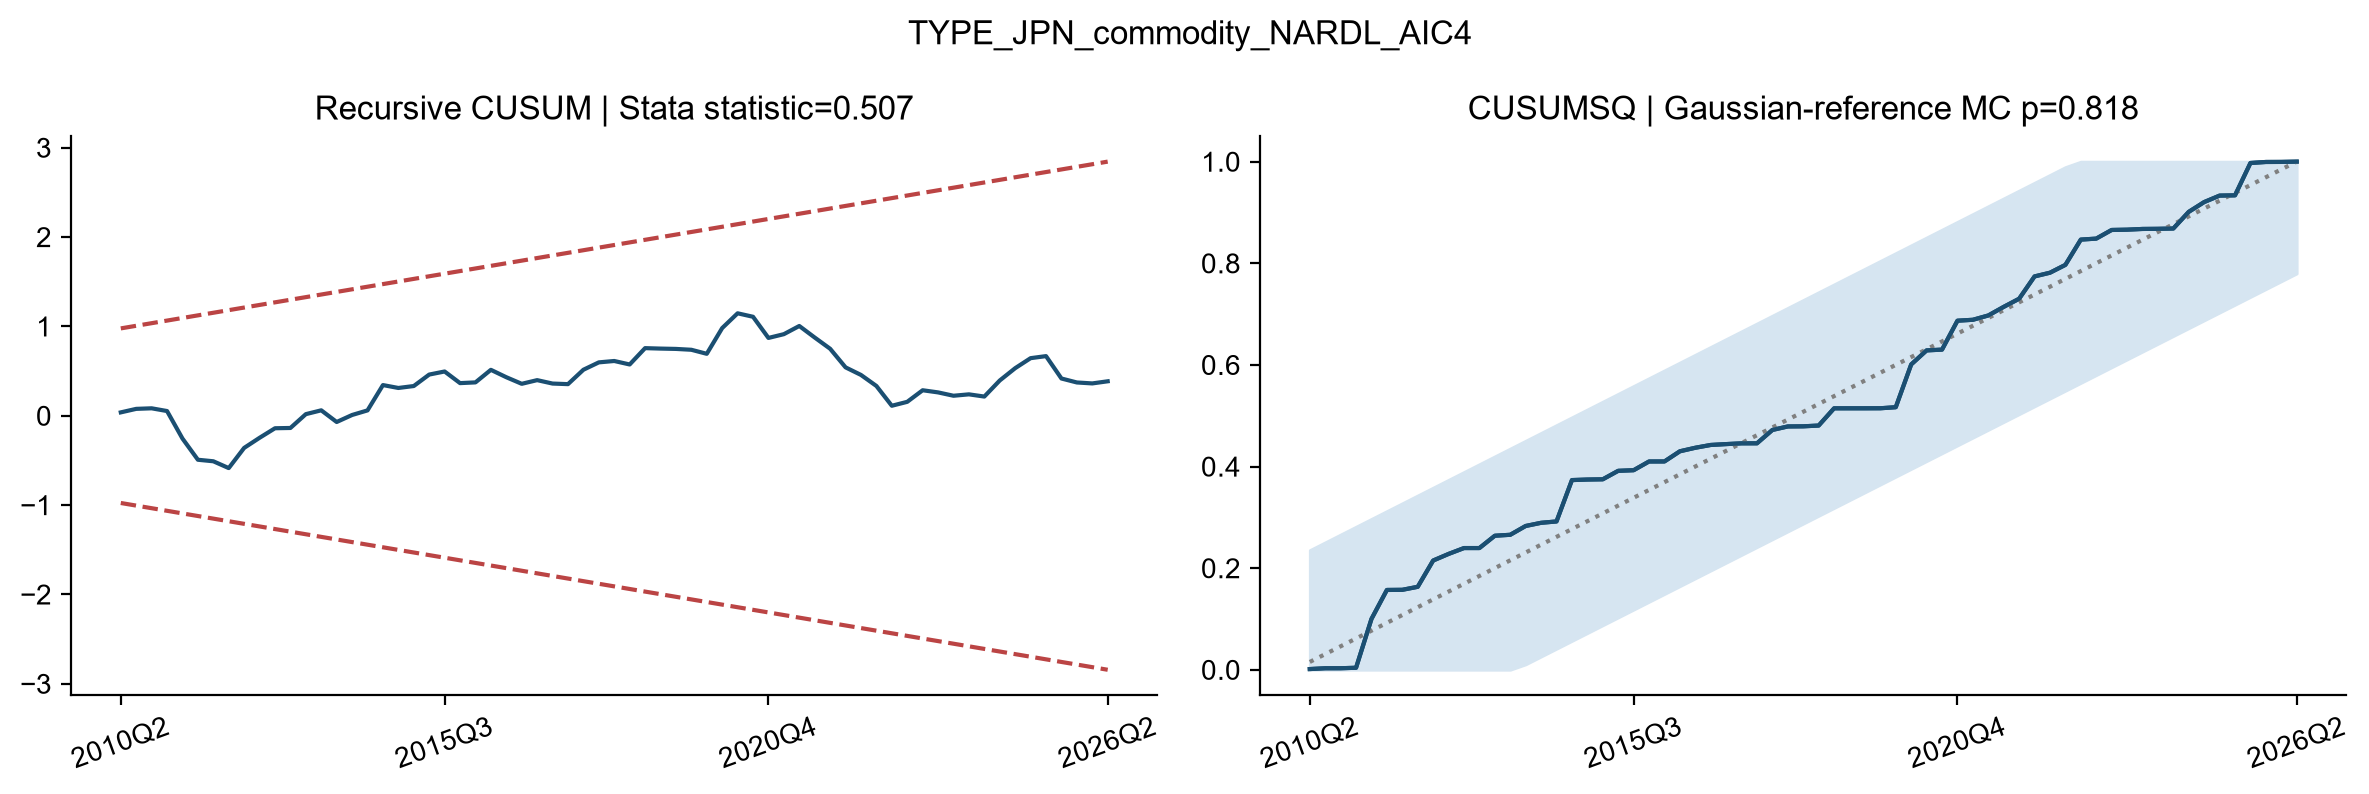 TYPE_JPN_commodity_NARDL_AIC4
Recursive CUSUM | Stata statistic=0.507
3
2
1
0
−1
−2
−3
2010Q2
2015Q3
2020Q4
2026Q2
CUSUMSQ | Gaussian-reference MC p=0.818
1.0
0.8
0.6
0.4
0.2
0.0
2010Q2
2015Q3
2020Q4
2026Q2